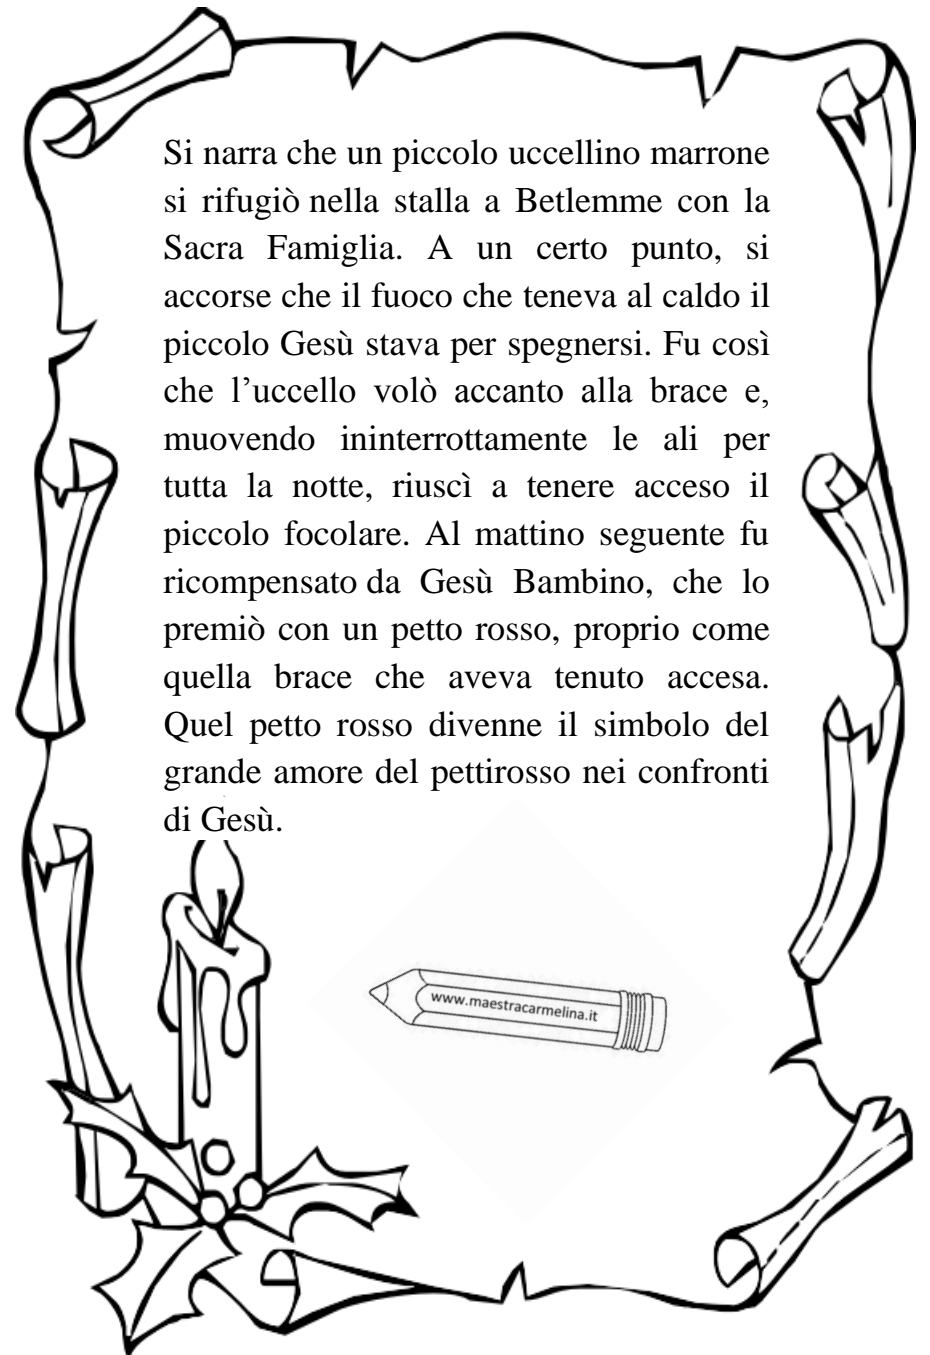 Si narra che un piccolo uccellino marrone
si rifugiò nella stalla a Betlemme con la
Sacra Famiglia. A un certo punto, si
accorse che il fuoco che teneva al caldo il
piccolo Gesù stava per spegnersi. Fu così
che l’uccello volò accanto alla brace e,
muovendo ininterrottamente le ali per
tutta la notte, riuscì a tenere acceso il
piccolo focolare. Al mattino seguente fu
ricompensato da Gesù Bambino, che lo
premiò con un petto rosso, proprio come
quella brace che aveva tenuto accesa.
Quel petto rosso divenne il simbolo del
grande amore del pettirosso nei confronti
di Gesù.
www.maestracarmelina.it